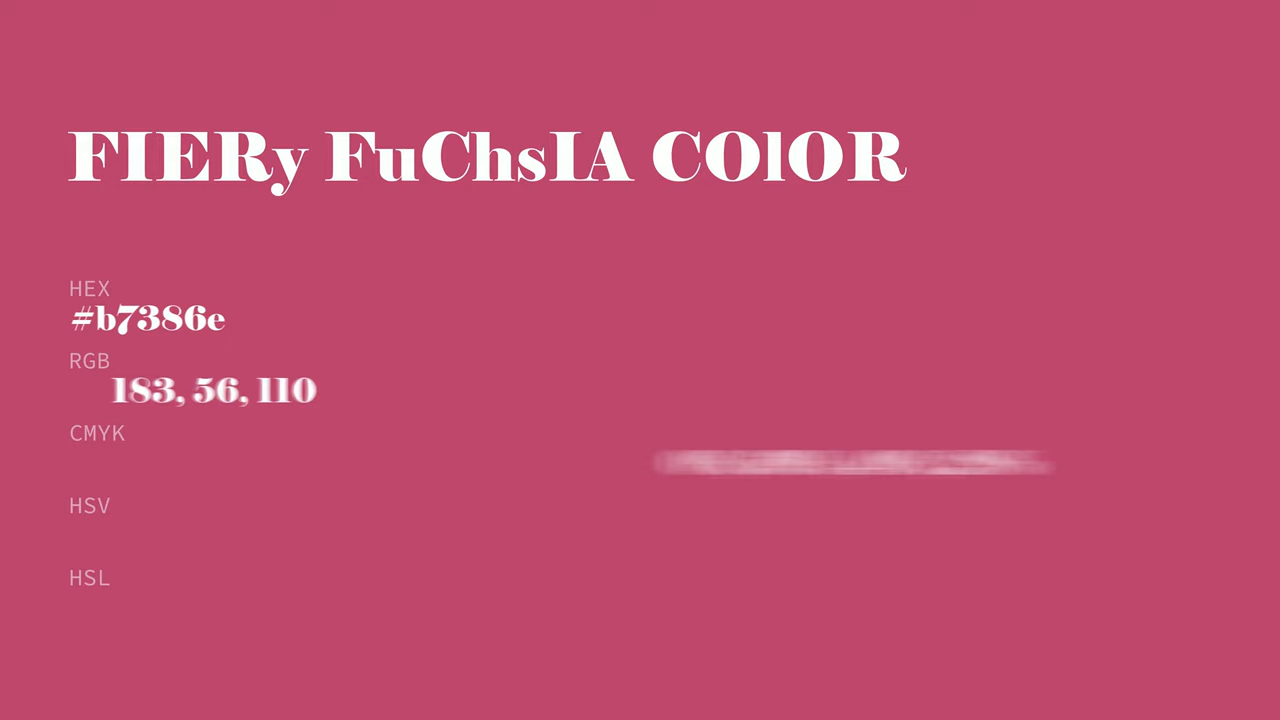 FIERy FuChsIA COlOR
HEX
#b7386e
RGB
183, 56, 110
CMYK
HSV
HSL